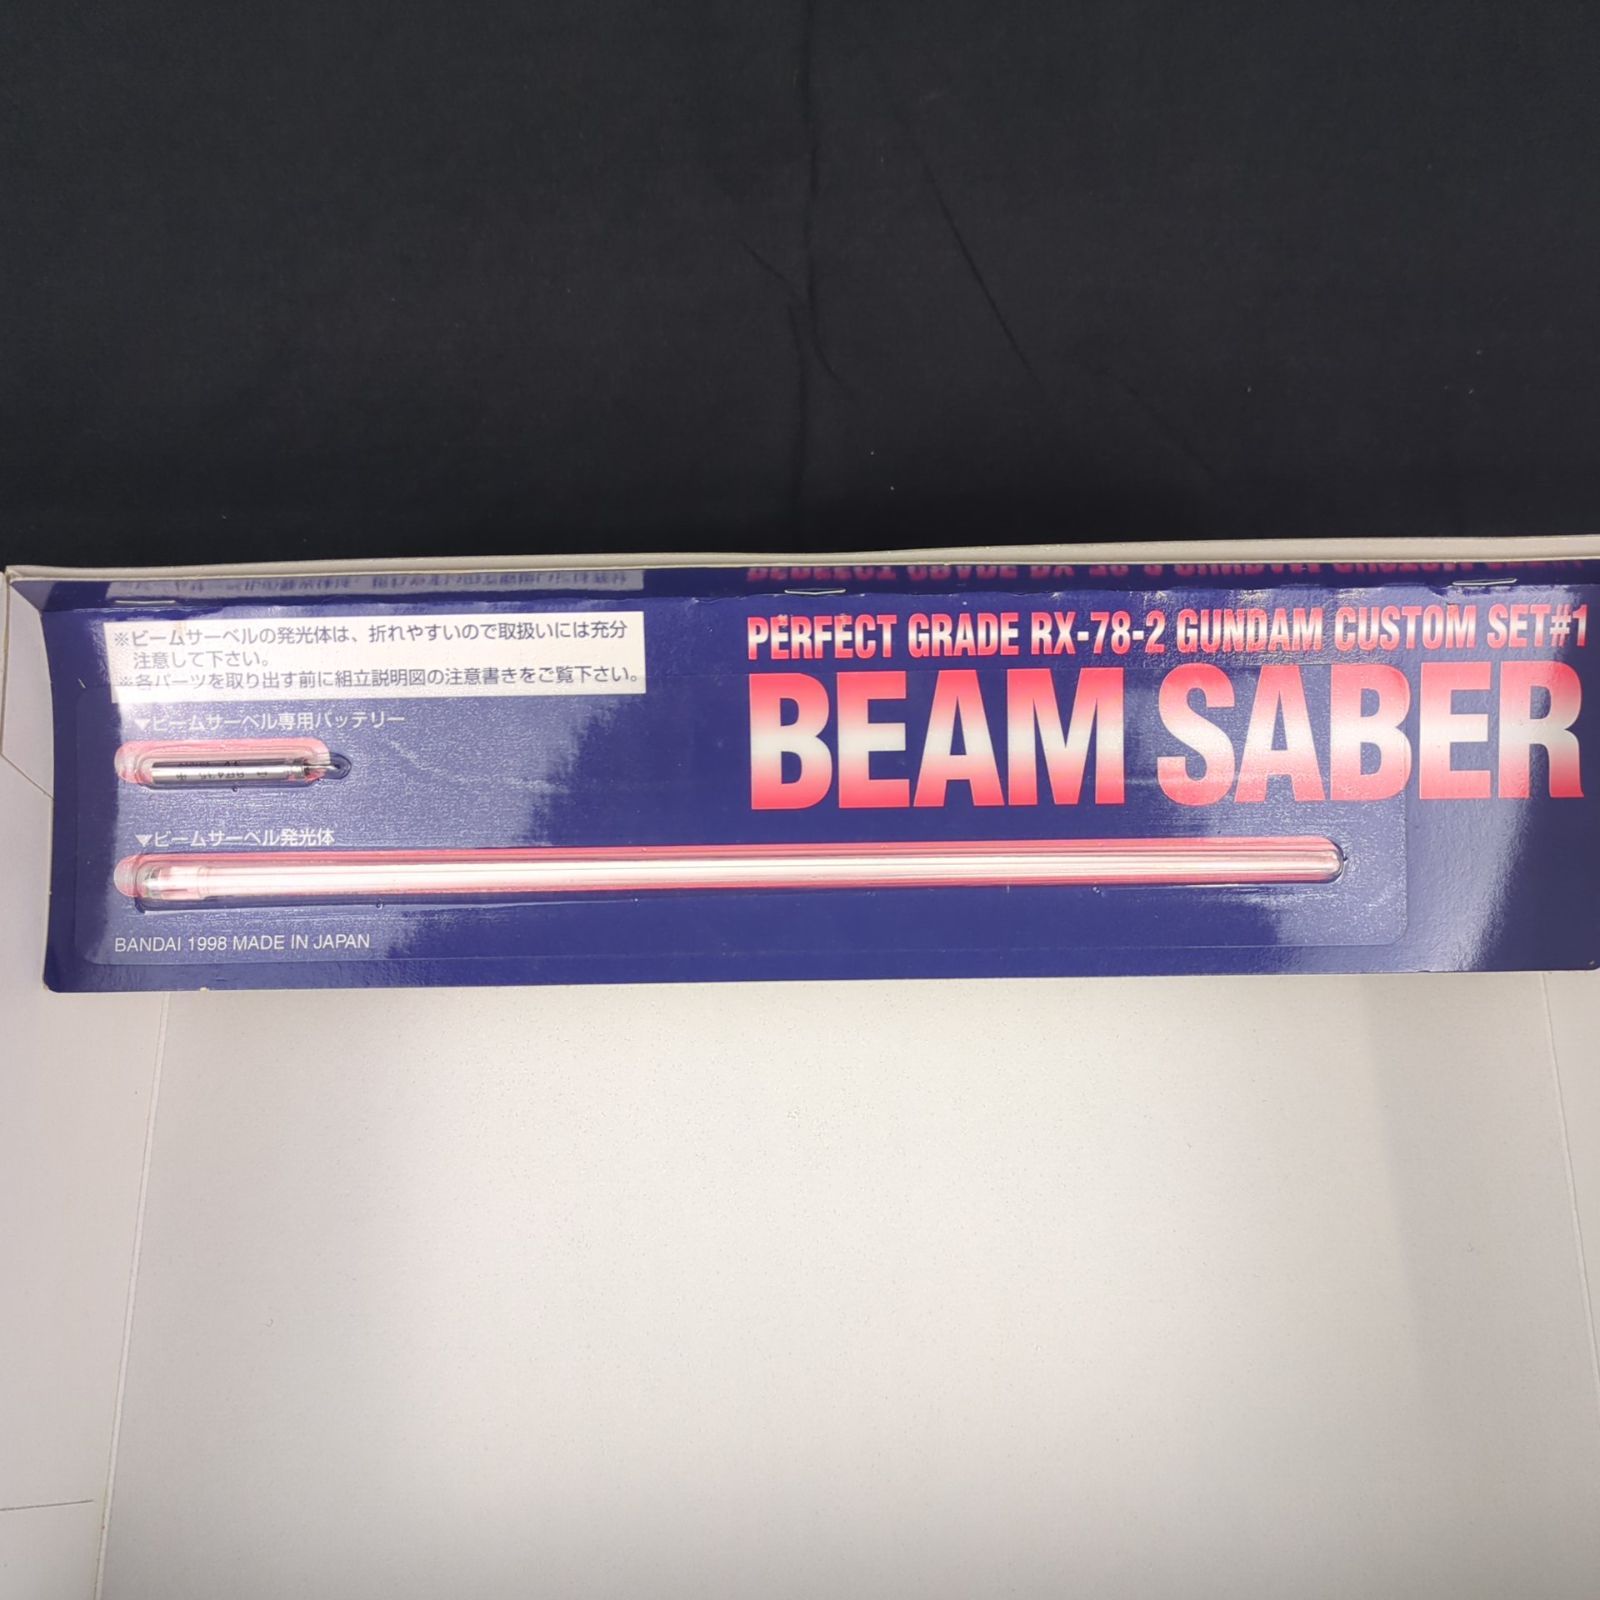 ※ビームサーベルの発光体は、折れやすいので取扱いには充分
注意して下さい。
※各パーツを取り出す前に組立説明図の注意書きをご覧下さい。
PERFECT GRADE RX-78-2 GUNDAM CUSTOM SET#1
BEAM SABER
▼ビームサーベル専用バッテリー
▼ビームサーベル発光体
BANDAI 1998 MADE IN JAPAN